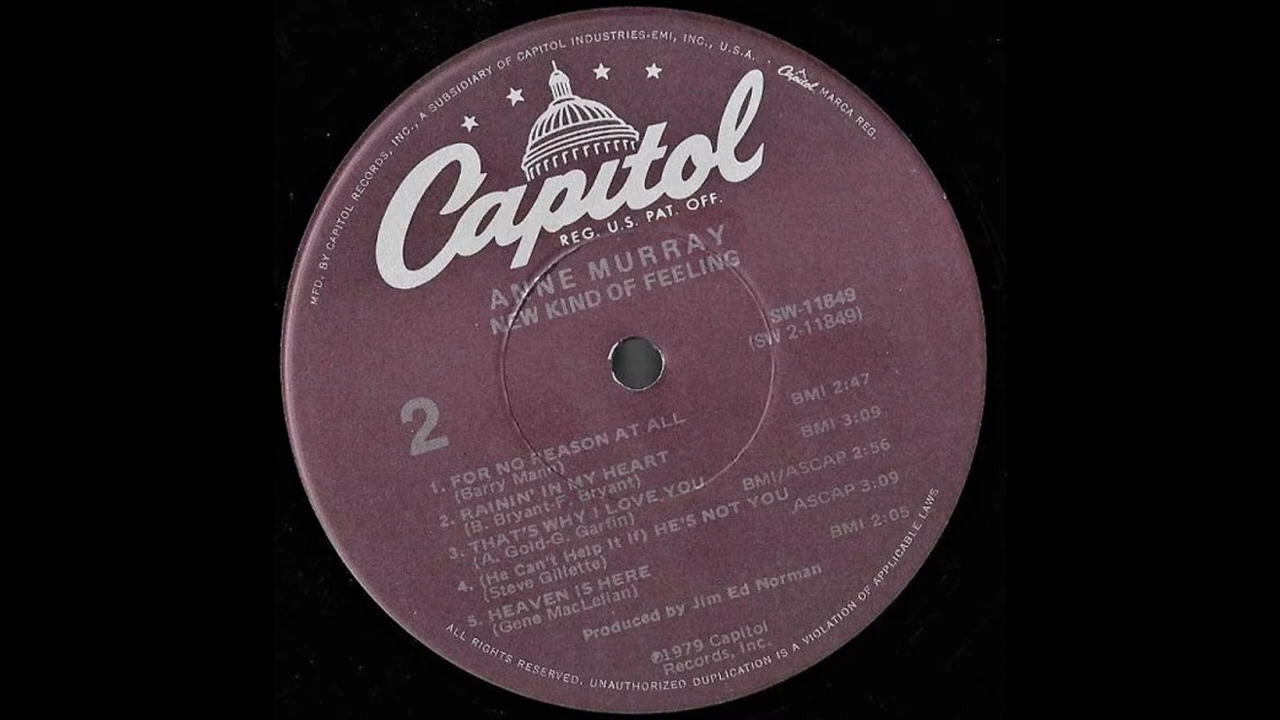 MFD. BY CAPITOL RECORDS, INC., A SUBSIDIARY OF CAPITOL INDUSTRIES-EMI, INC., U.S.A. . Capitol MARCA REG.
Capitol
REG. U.S. PAT. OFF.
ANNE MURRAY
NEW KIND OF FEELING
SW-11849
(SW 2-11849)
2
1. FOR NO REASON AT ALL BMI 2:47
(Barry Mann)
2. RAININ' IN MY HEART BMI 3:09
(B. Bryant-F. Bryant)
3. THAT'S WHY I LOVE YOU BMI/ASCAP 2:56
(A. Gold-G. Garfin)
4. (He Can't Help It If) HE'S NOT YOU ASCAP 3:09
(Steve Gillette)
5. HEAVEN IS HERE BMI 2:05
(Gene MacLellan)
Produced by Jim Ed Norman
℗1979 Capitol
Records, Inc.
ALL RIGHTS RESERVED. UNAUTHORIZED DUPLICATION IS A VIOLATION OF APPLICABLE LAWS